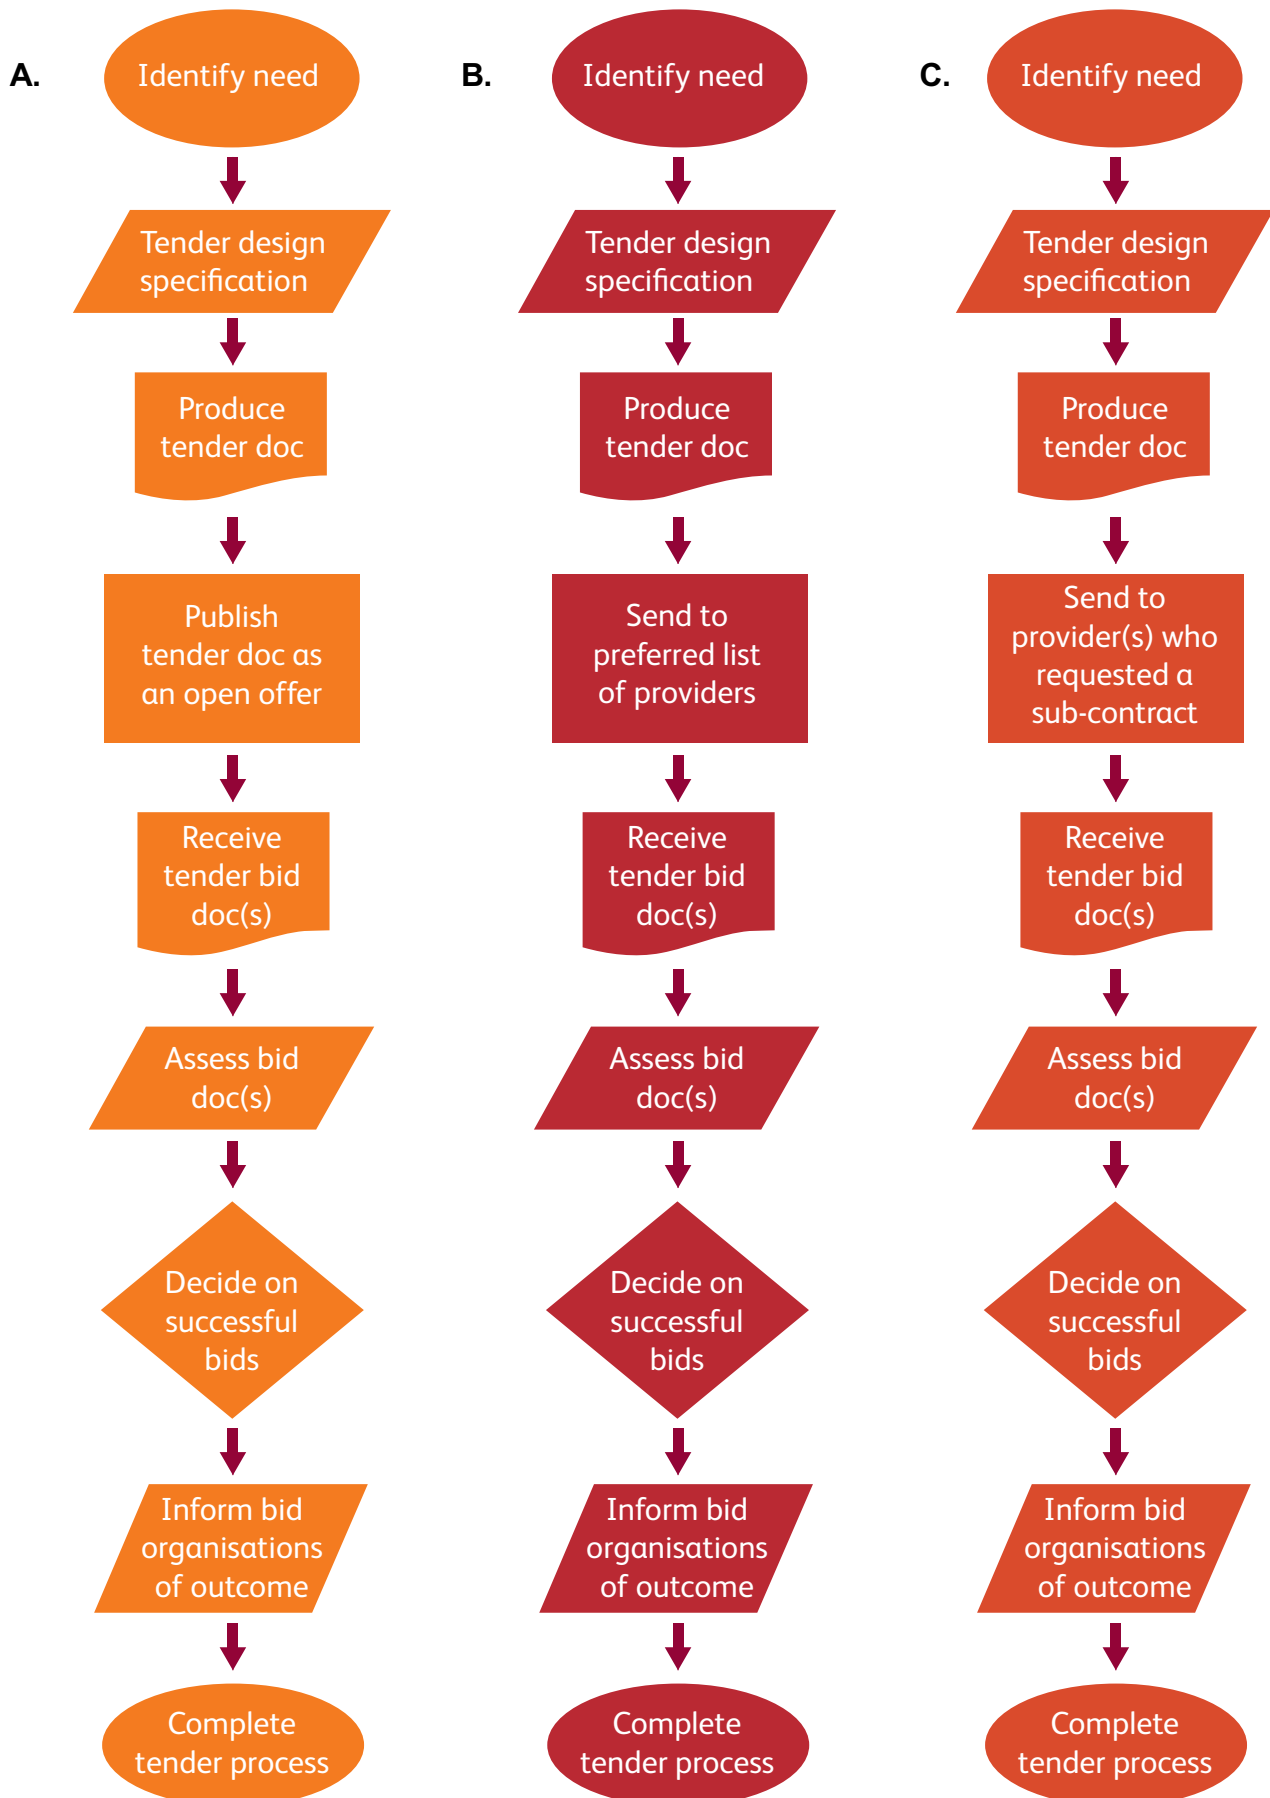 A.
Identify need
Tender design
specification
Produce
tender doc
Publish
tender doc as
an open offer
Receive
tender bid
doc(s)
Assess bid
doc(s)
Decide on
successful
bids
Inform bid
organisations
of outcome
Complete
tender process
B.
Identify need
Tender design
specification
Produce
tender doc
Send to
preferred list
of providers
Receive
tender bid
doc(s)
Assess bid
doc(s)
Decide on
successful
bids
Inform bid
organisations
of outcome
Complete
tender process
C.
Identify need
Tender design
specification
Produce
tender doc
Send to
provider(s) who
requested a
sub-contract
Receive
tender bid
doc(s)
Assess bid
doc(s)
Decide on
successful
bids
Inform bid
organisations
of outcome
Complete
tender process